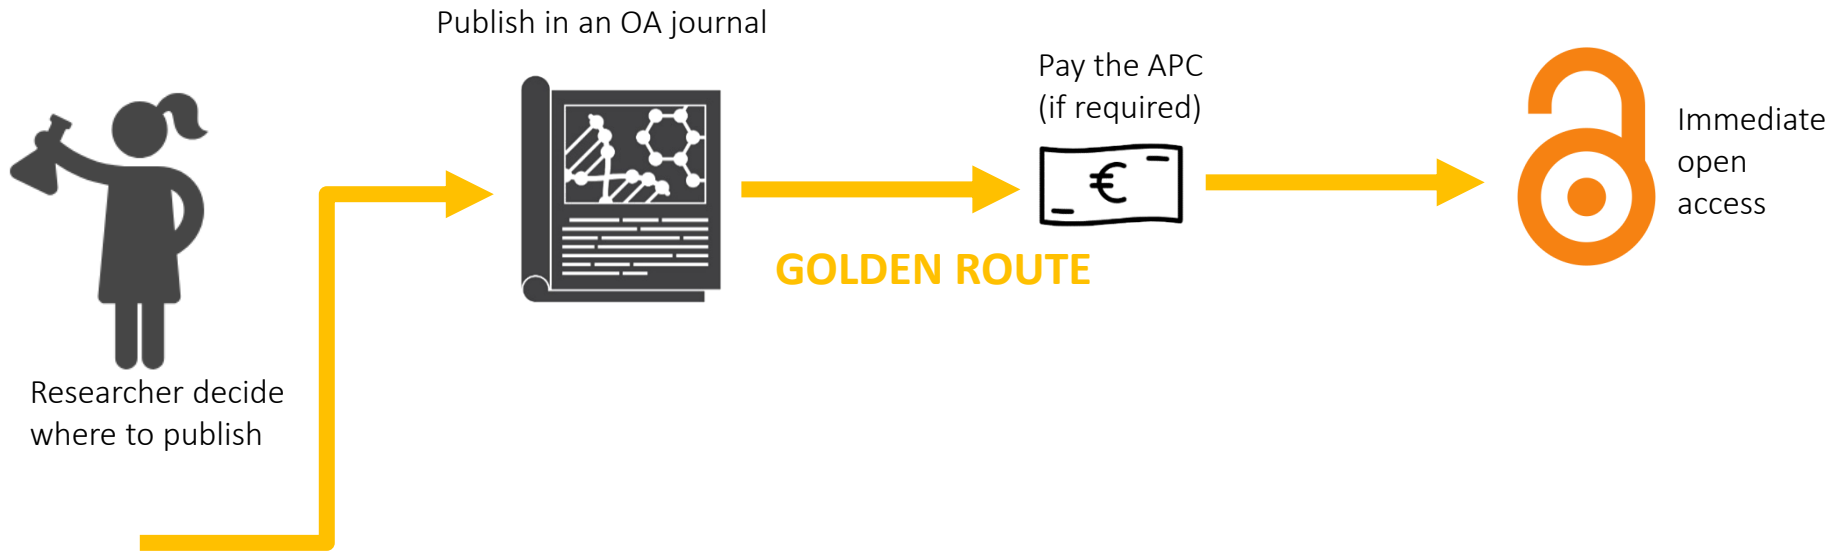 Publish in an OA journal
Pay the APC
(if required)
€
Immediate
open
access
GOLDEN ROUTE
Researcher decide
where to publish